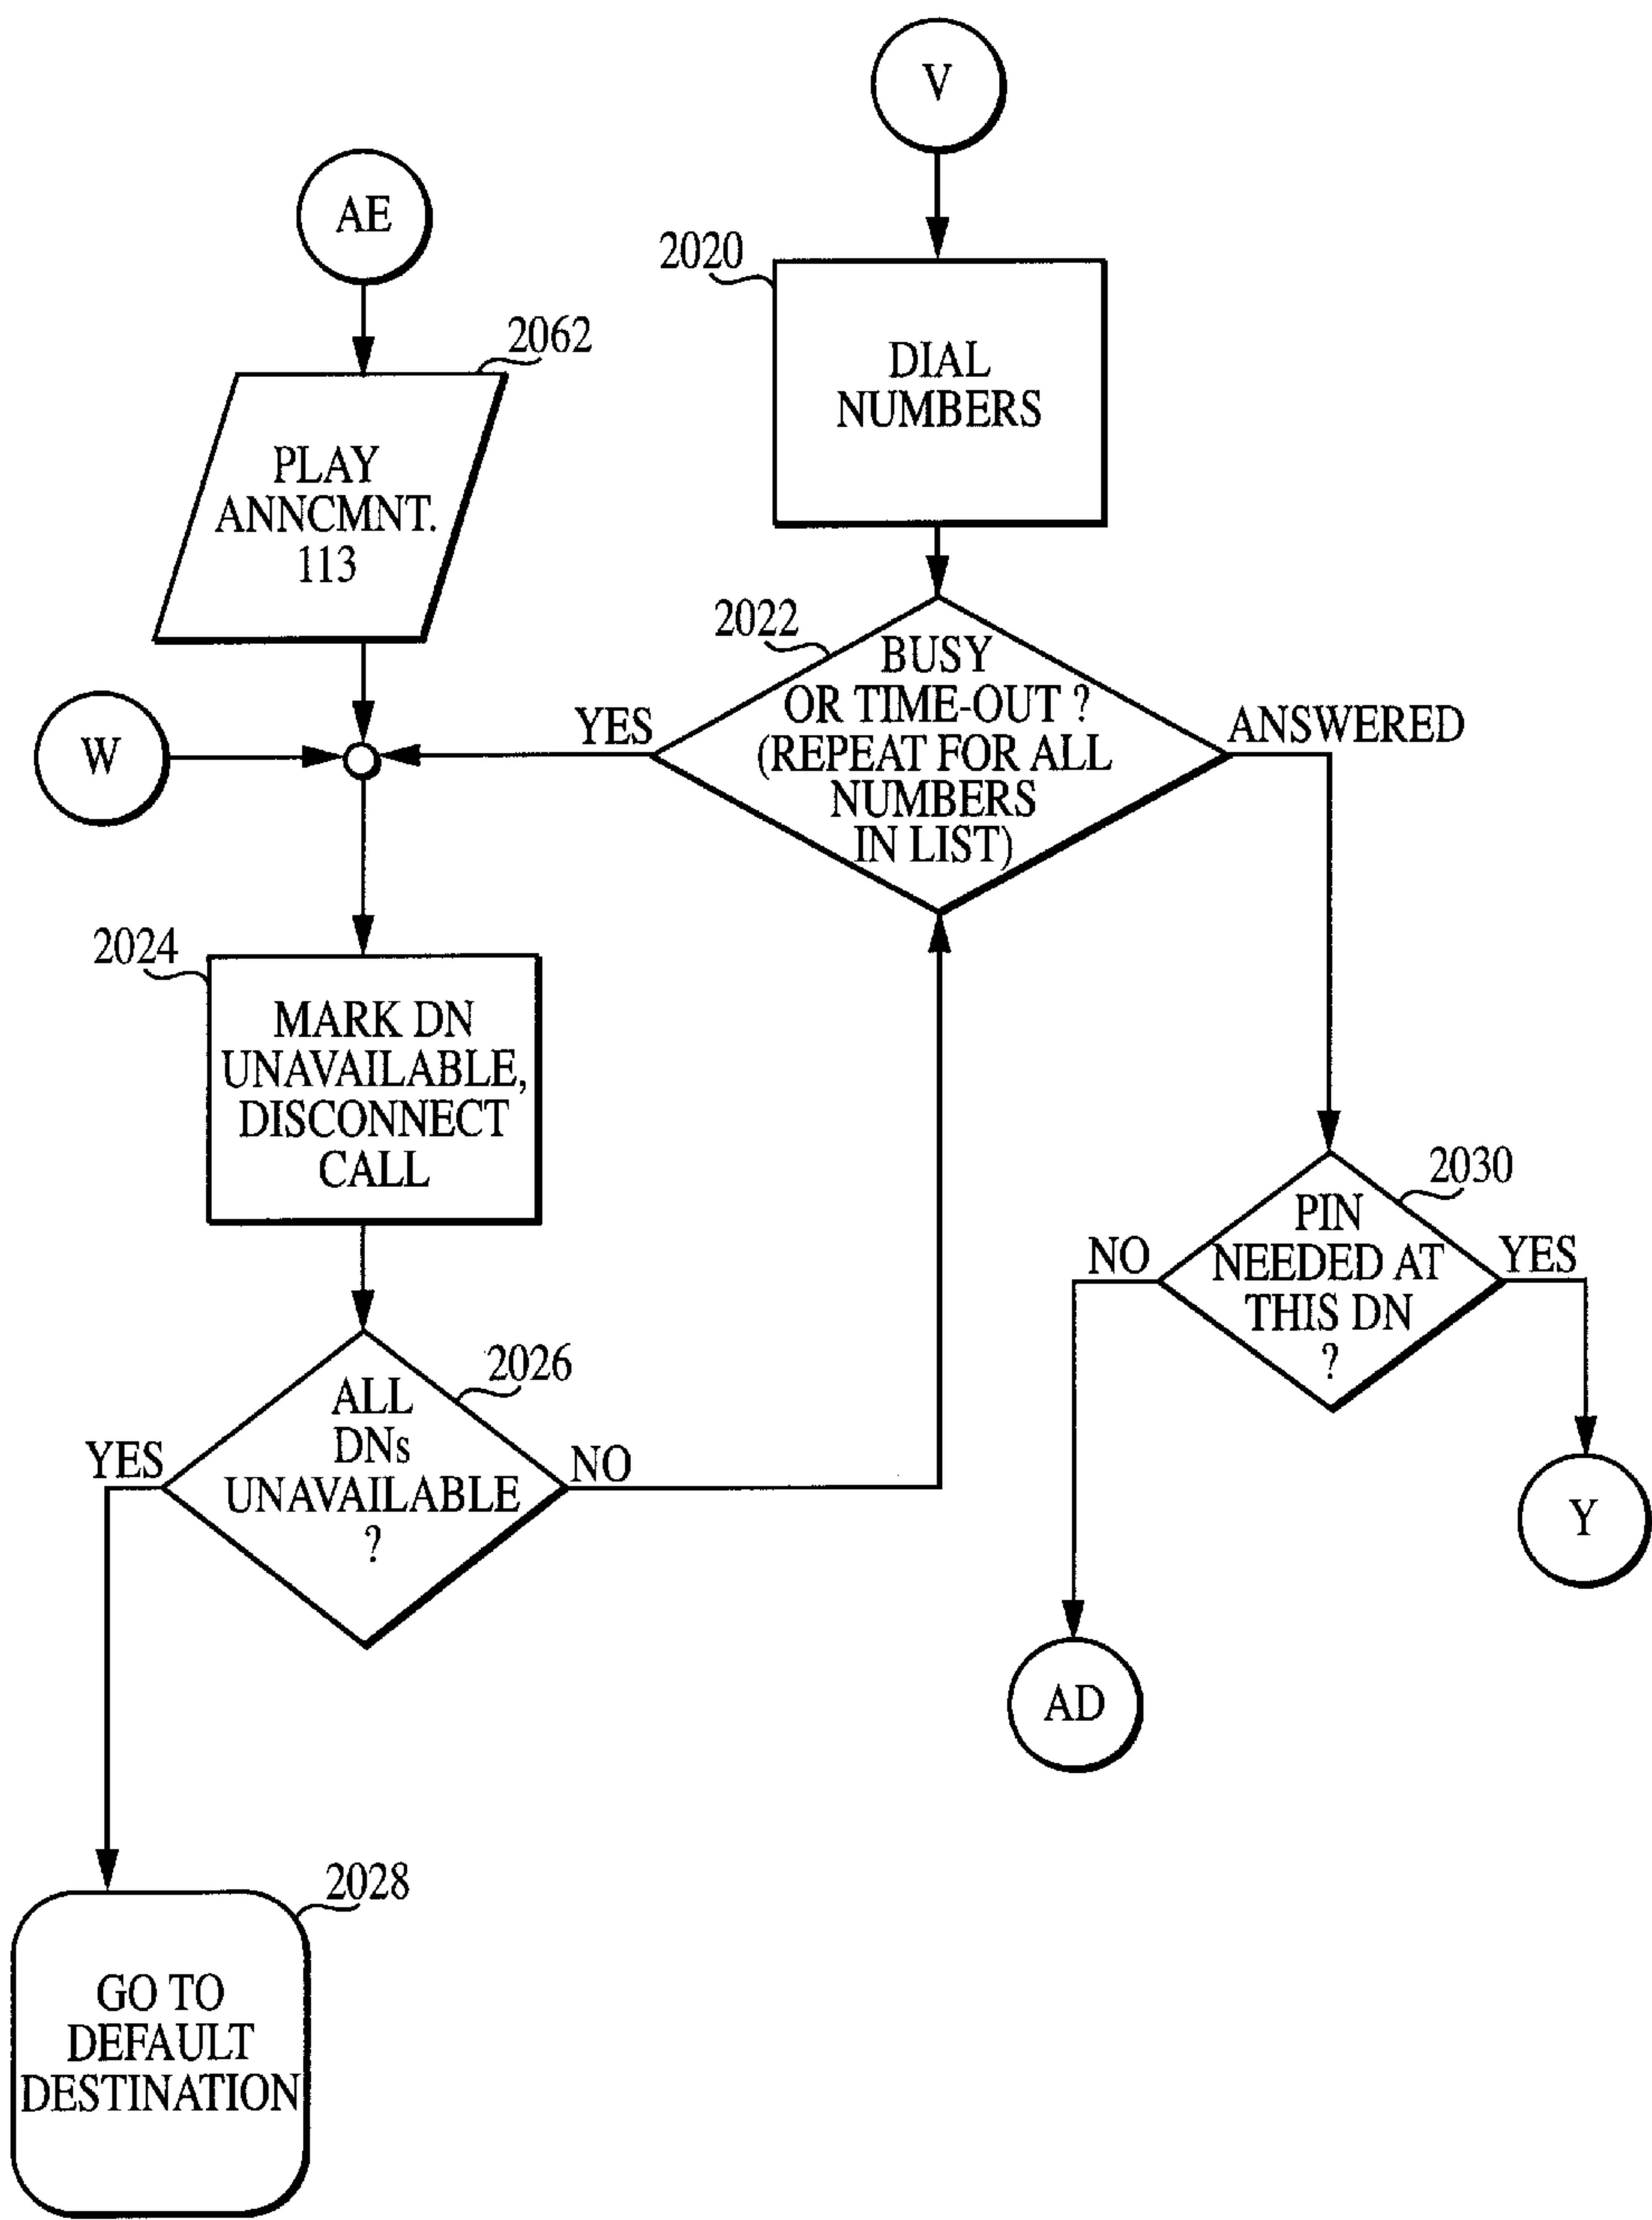 V
AE
2020
DIAL
NUMBERS
2062
PLAY
ANNCMNT.
113
2022
BUSY
OR TIME-OUT ?
(REPEAT FOR ALL
NUMBERS
IN LIST)
YES
ANSWERED
W
2024
MARK DN
UNAVAILABLE,
DISCONNECT
CALL
2030
PIN
NEEDED AT
THIS DN
?
NO
YES
2026
ALL
DNs
UNAVAILABLE
?
YES
NO
Y
AD
2028
GO TO
DEFAULT
DESTINATION